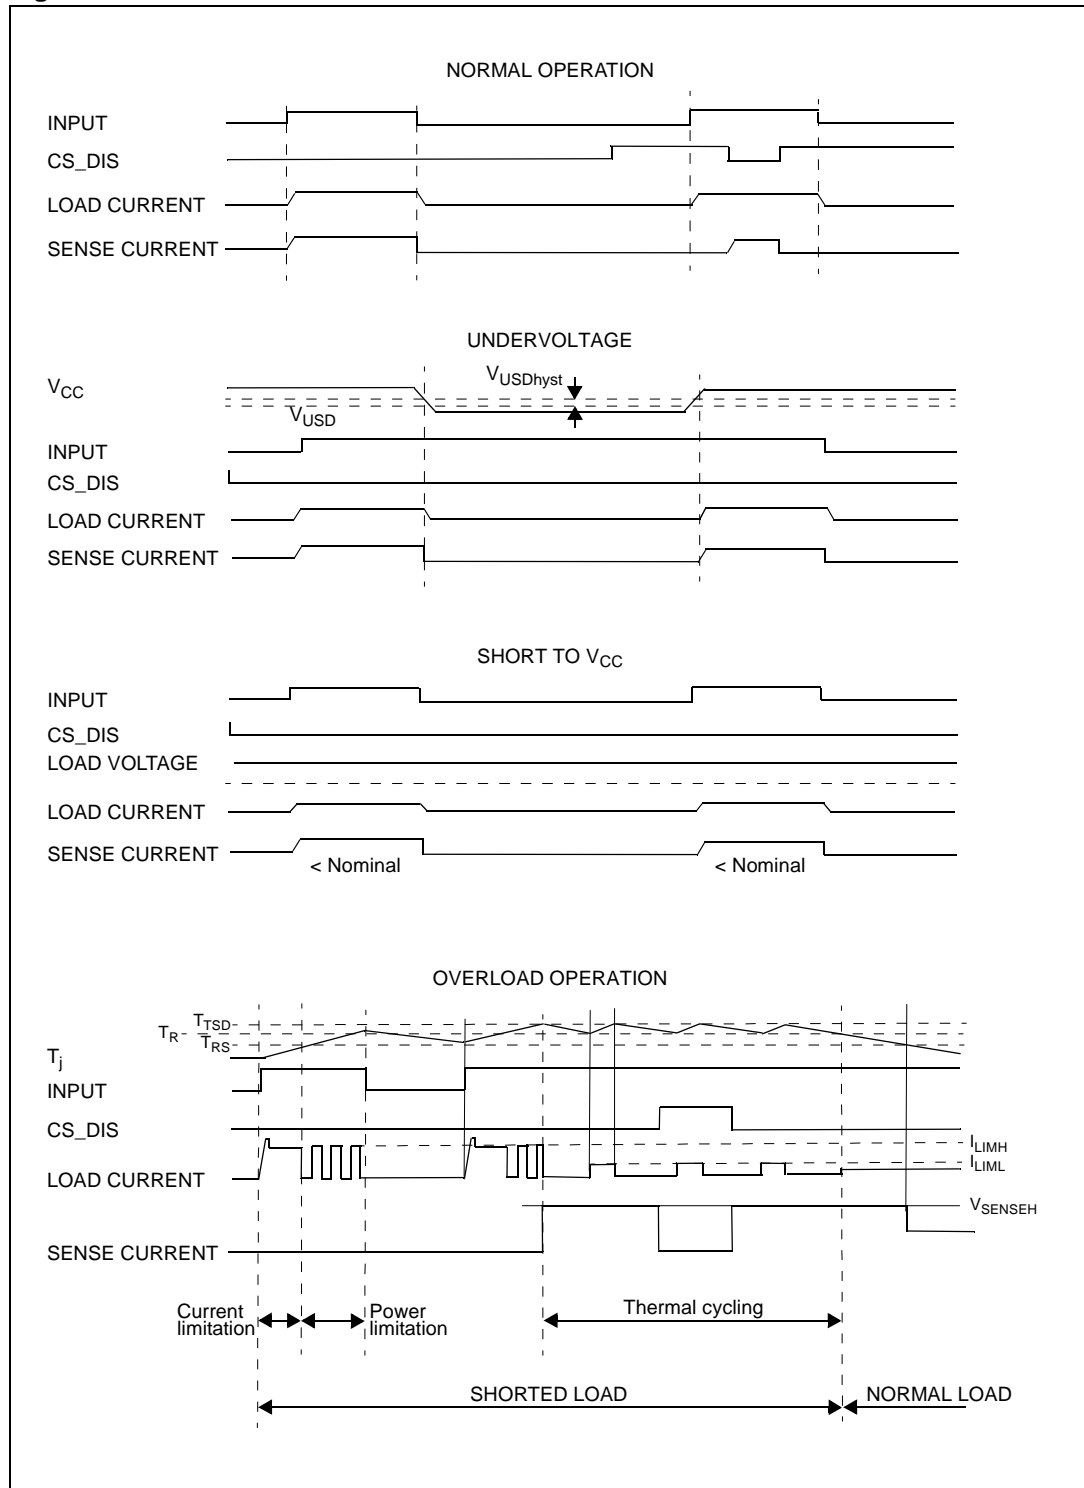 NORMAL OPERATION
INPUT
CS_DIS
LOAD CURRENT
SENSE CURRENT
UNDERVOLTAGE
VCC
VUSDhyst
VUSD
INPUT
CS_DIS
LOAD CURRENT
SENSE CURRENT
SHORT TO VCC
INPUT
CS_DIS
LOAD VOLTAGE
LOAD CURRENT
SENSE CURRENT
< Nominal
< Nominal
OVERLOAD OPERATION
TTSD
TR
TRS
Tj
INPUT
CS_DIS
ILIMH
ILIML
LOAD CURRENT
VSENSEH
SENSE CURRENT
Current
limitation
Power
limitation
Thermal cycling
SHORTED LOAD
NORMAL LOAD